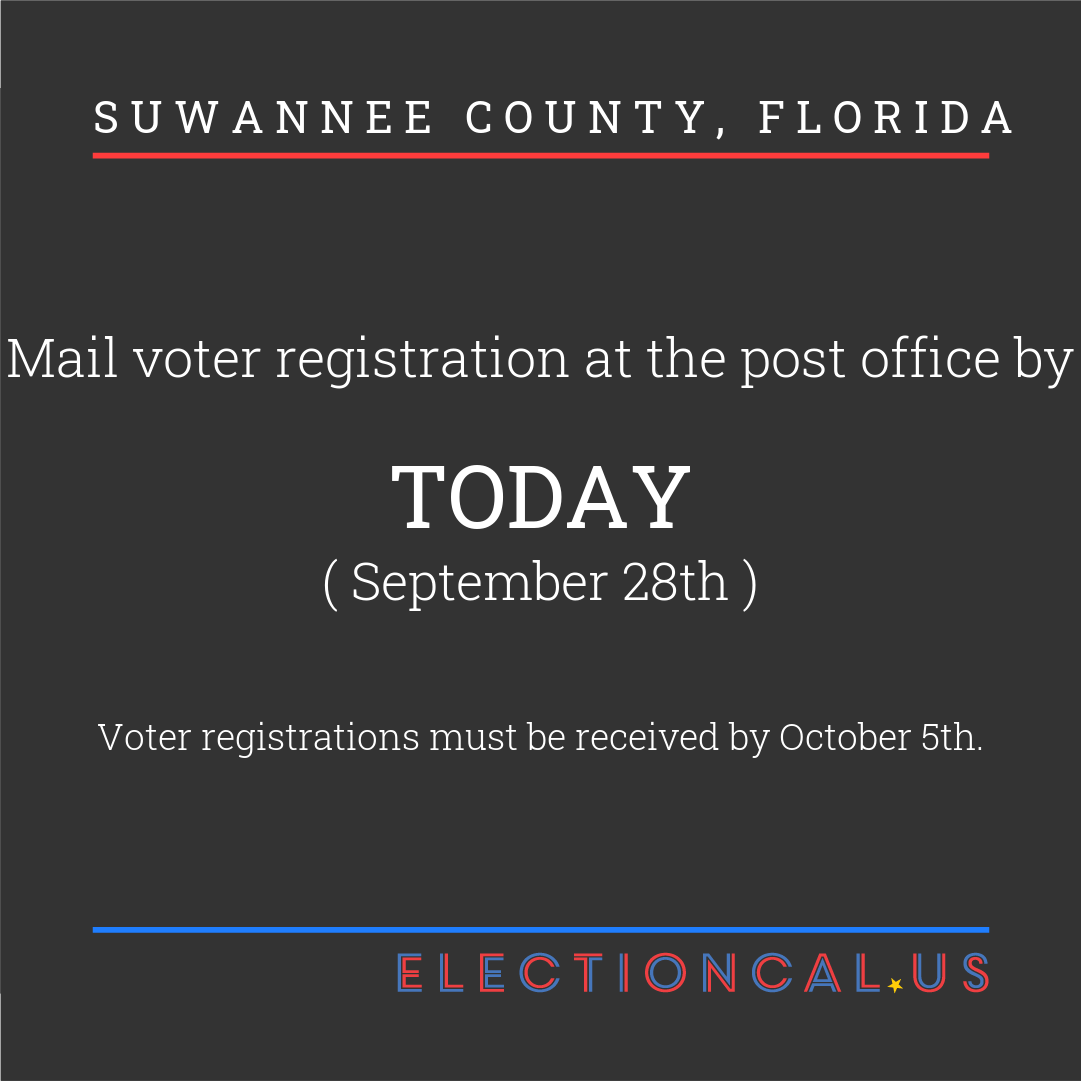 SUWANNEE COUNTY, FLORIDA
Mail voter registration at the post office by
TODAY
( September 28th )
Voter registrations must be received by October 5th.
ELECTIONCAL.US